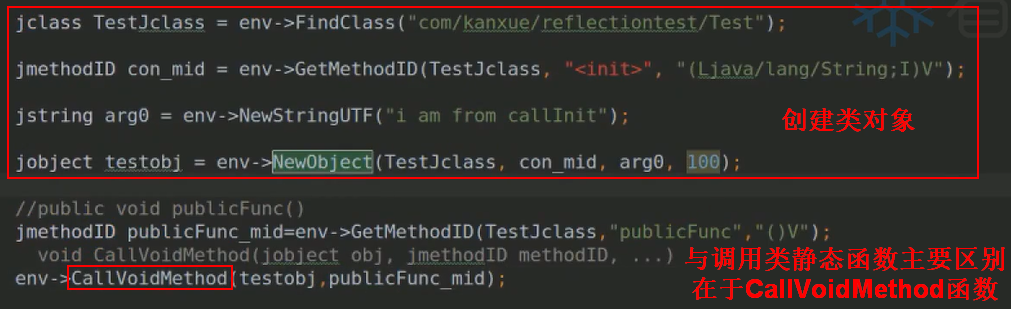 jclass TestJclass = env->FindClass("com/kanxue/reflectiontest/Test");
jmethodID con_mid = env->GetMethodID(TestJclass, "<init>", "(Ljava/lang/String;I)V");
jstring arg0 = env->NewStringUTF("i am from callInit");
创建类对象
jobject testobj = env->NewObject(TestJclass, con_mid, arg0, 100);
//public void publicFunc()
jmethodID publicFunc_mid=env->GetMethodID(TestJclass,"publicFunc","()V");
void CallVoidMethod(jobject obj, jmethodID methodID, ...)
env->CallVoidMethod(testobj,publicFunc_mid);
与调用类静态函数主要区别
在于CallVoidMethod函数